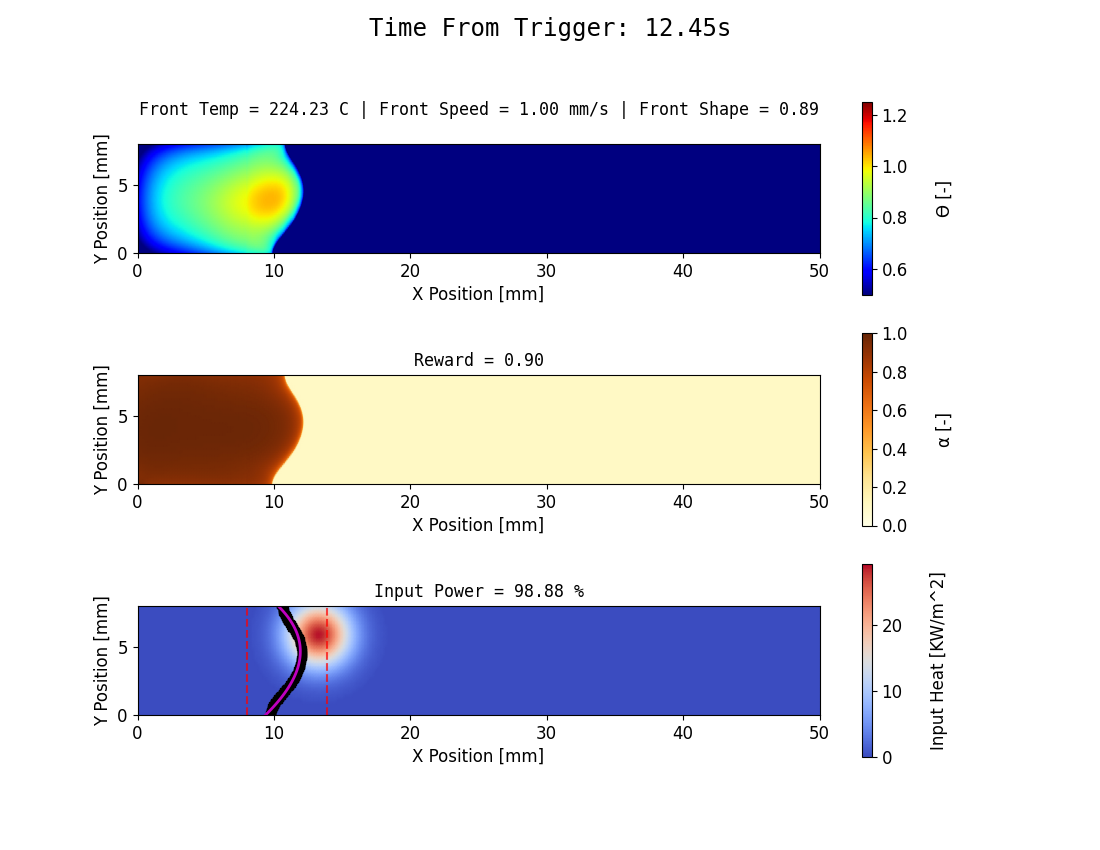 Time From Trigger: 12.45s
Front Temp = 224.23 C | Front Speed = 1.00 mm/s | Front Shape = 0.89
Y Position [mm]
5
0
0 10 20 30 40 50
X Position [mm]
1.2
1.0
0.8
0.6
Θ [-]
Reward = 0.90
Y Position [mm]
5
0
0 10 20 30 40 50
X Position [mm]
1.0
0.8
0.6
0.4
0.2
0.0
α [-]
Input Power = 98.88 %
Y Position [mm]
5
0
0 10 20 30 40 50
X Position [mm]
20
10
0
Input Heat [KW/m^2]